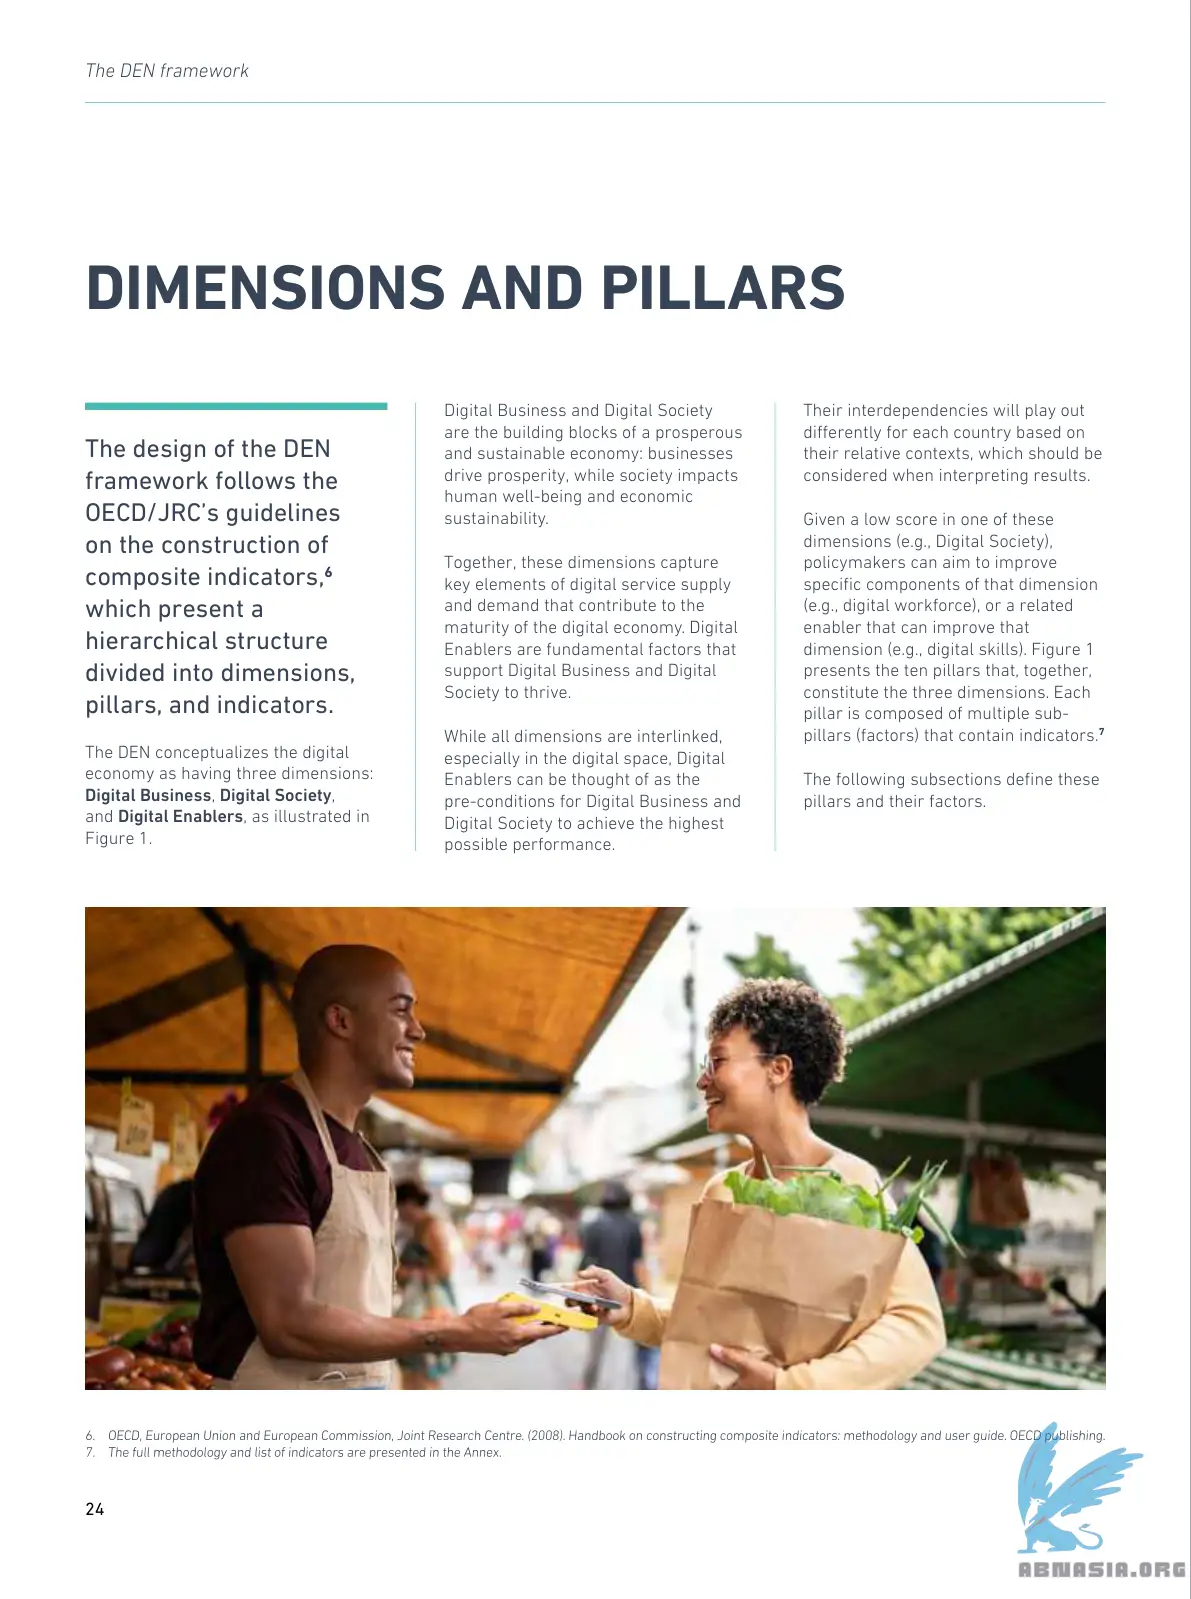 The DEN framework
DIMENSIONS AND PILLARS
The design of the DEN
framework follows the
OECD/JRC’s guidelines
on the construction of
composite indicators,⁶
which present a
hierarchical structure
divided into dimensions,
pillars, and indicators.
The DEN conceptualizes the digital
economy as having three dimensions:
Digital Business, Digital Society,
and Digital Enablers, as illustrated in
Figure 1.
Digital Business and Digital Society
are the building blocks of a prosperous
and sustainable economy: businesses
drive prosperity, while society impacts
human well-being and economic
sustainability.
Together, these dimensions capture
key elements of digital service supply
and demand that contribute to the
maturity of the digital economy. Digital
Enablers are fundamental factors that
support Digital Business and Digital
Society to thrive.
While all dimensions are interlinked,
especially in the digital space, Digital
Enablers can be thought of as the
pre-conditions for Digital Business and
Digital Society to achieve the highest
possible performance.
Their interdependencies will play out
differently for each country based on
their relative contexts, which should be
considered when interpreting results.
Given a low score in one of these
dimensions (e.g., Digital Society),
policymakers can aim to improve
specific components of that dimension
(e.g., digital workforce), or a related
enabler that can improve that
dimension (e.g., digital skills). Figure 1
presents the ten pillars that, together,
constitute the three dimensions. Each
pillar is composed of multiple sub-
pillars (factors) that contain indicators.⁷
The following subsections define these
pillars and their factors.
6. OECD, European Union and European Commission, Joint Research Centre. (2008). Handbook on constructing composite indicators: methodology and user guide. OECD publishing.
7. The full methodology and list of indicators are presented in the Annex.
24
ABNASIA.ORG